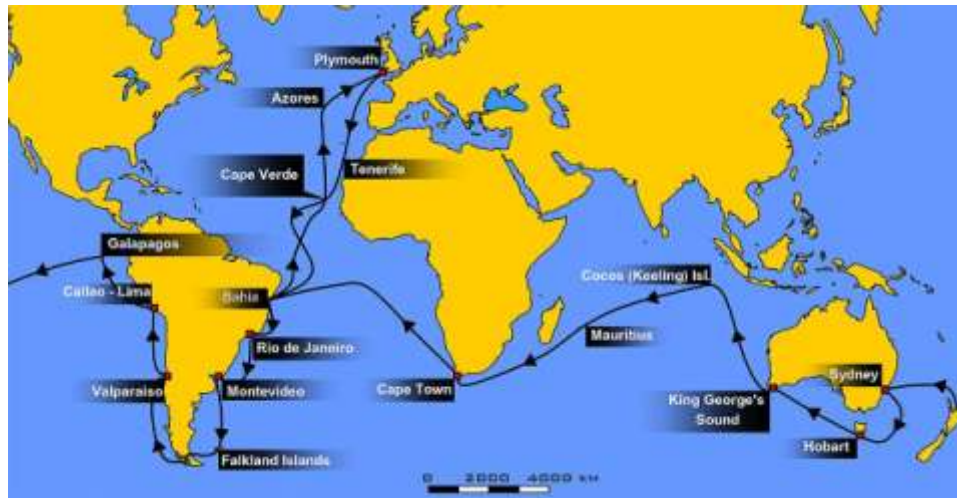 Plymouth
Azores
Tenerife
Cape Verde
Galapagos
Callao - Lima
Bahia
Cocos (Keeling) Isl.
Mauritius
Rio de Janeiro
Sydney
Valparaiso
Montevideo
Cape Town
King George's
Sound
Hobart
Falkland Islands
0 2000 4000 KM